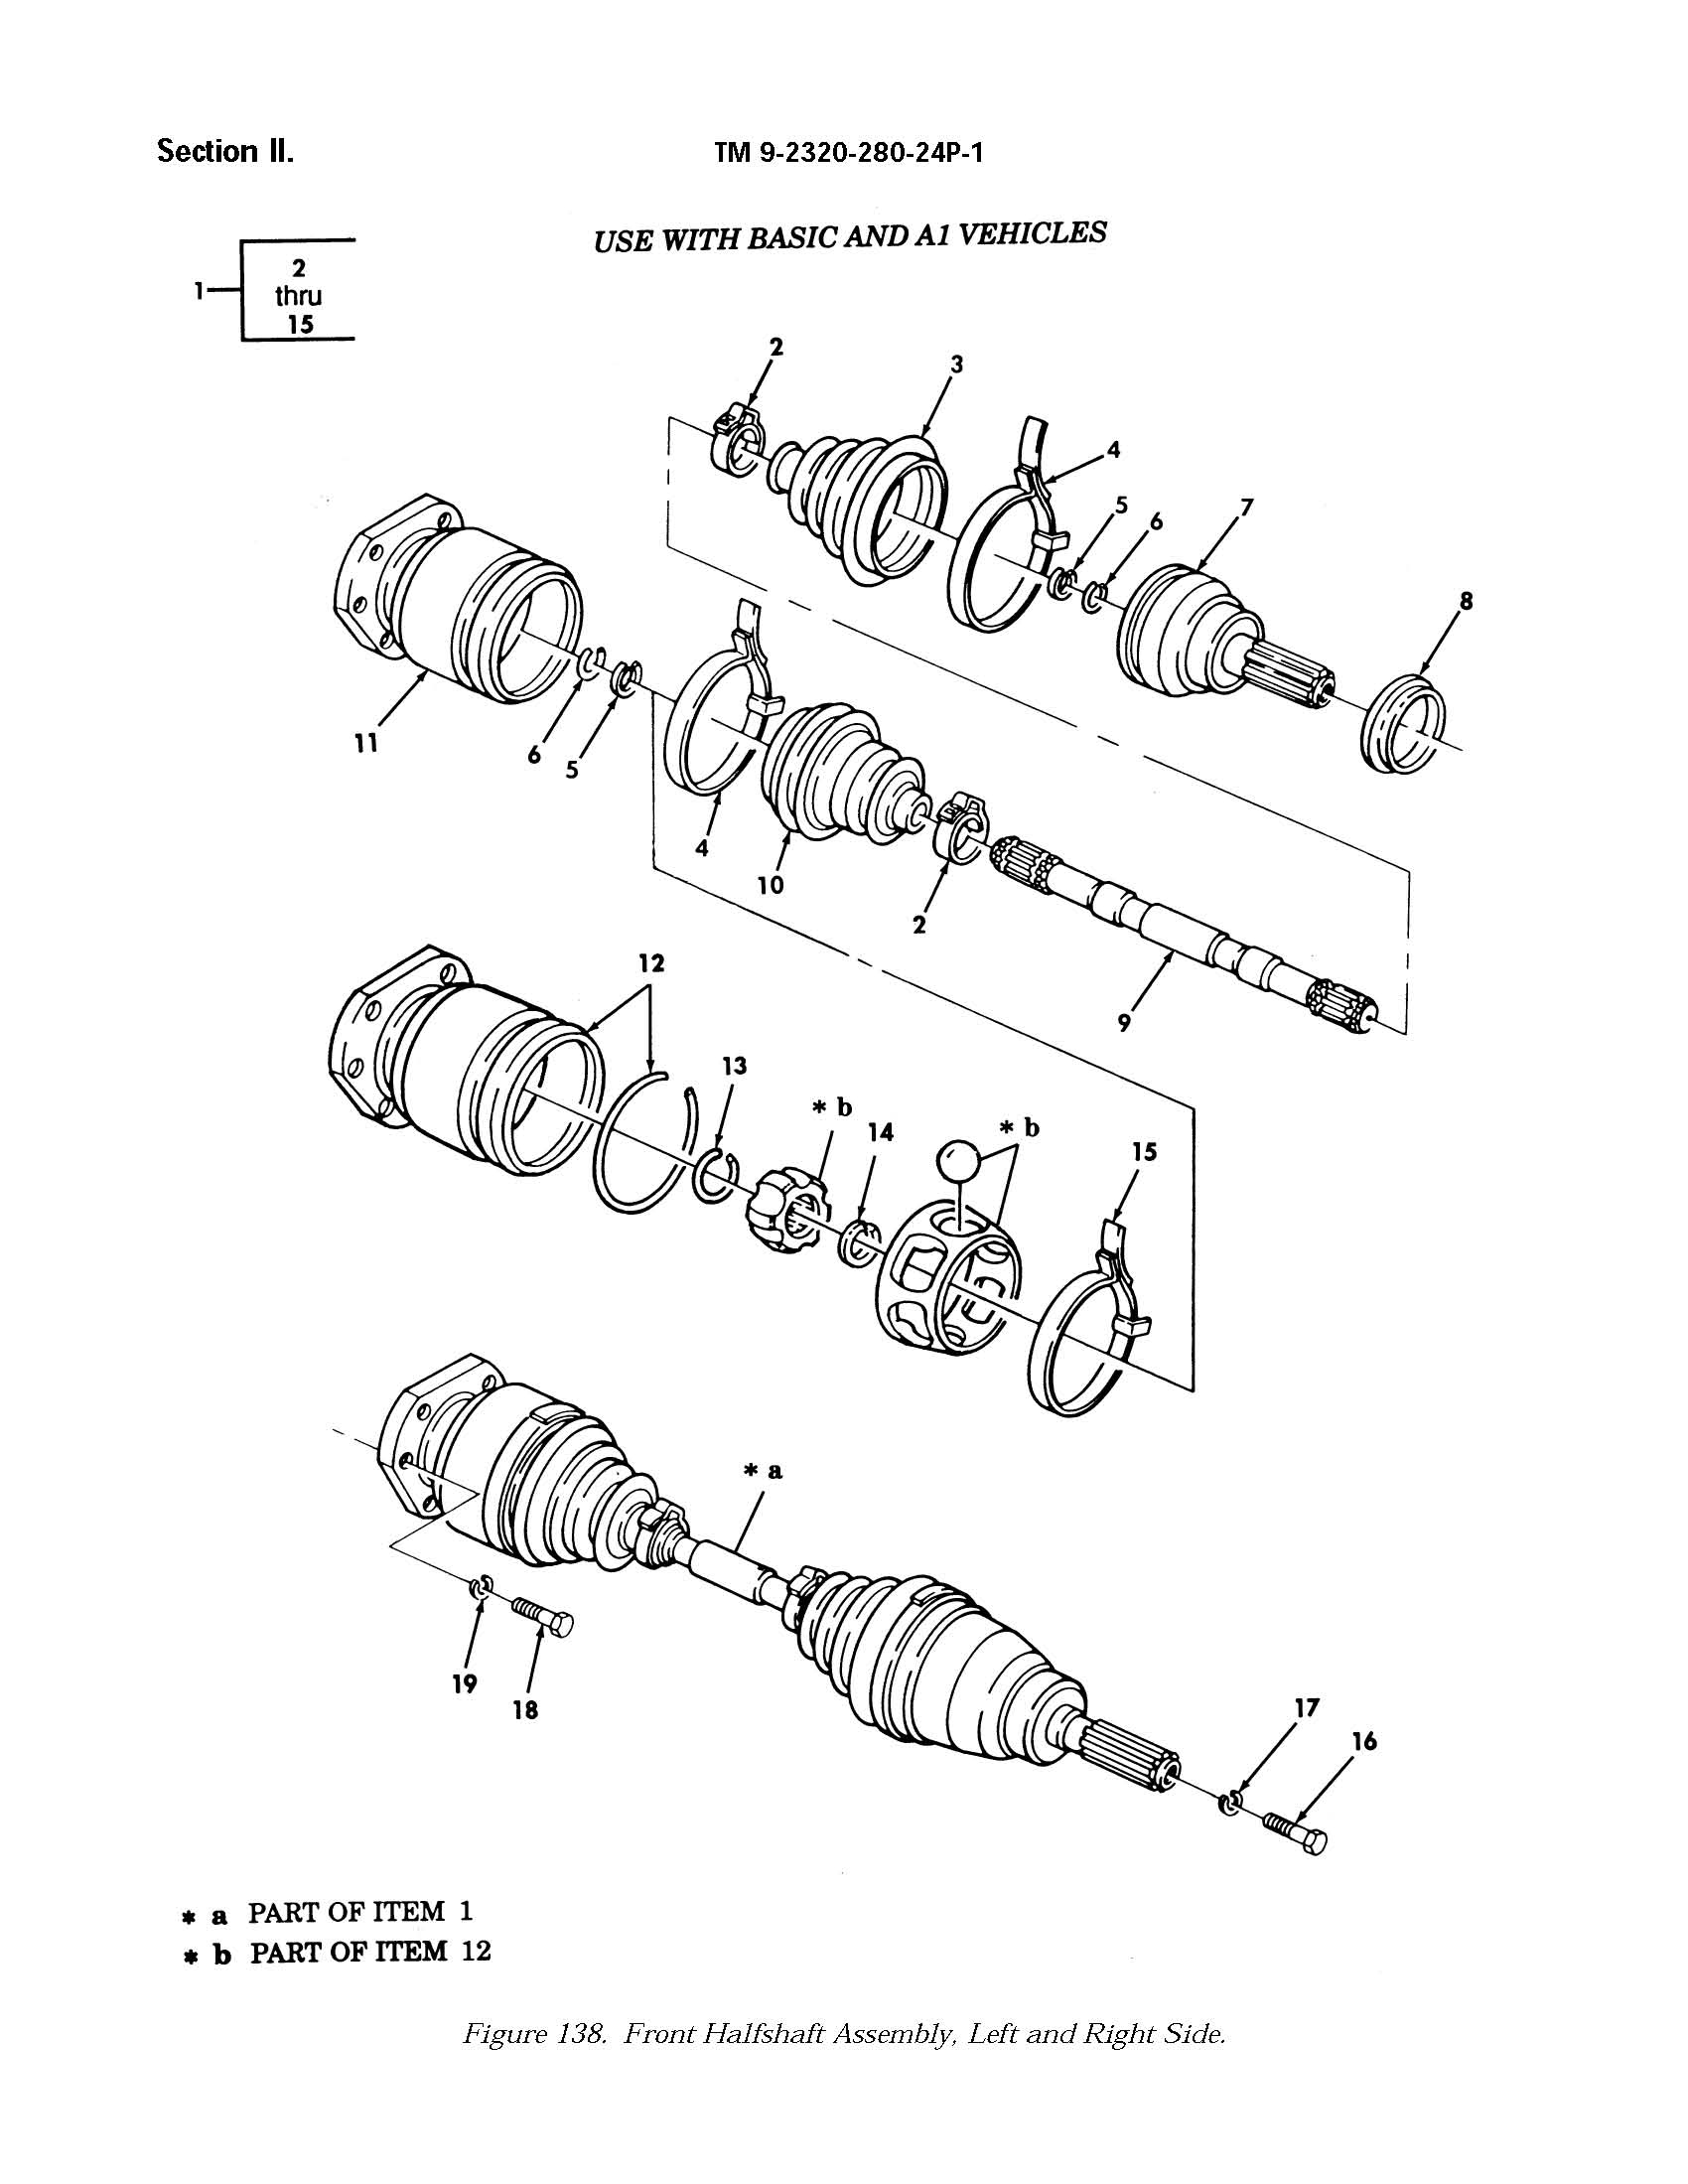 Section II.
TM 9-2320-280-24P-1
USE WITH BASIC AND A1 VEHICLES
1
2
thru
15
2
3
4
5
6
7
8
11
6
5
4
10
2
9
12
13
* b
14
* b
15
* a
19
18
17
16
* a PART OF ITEM 1
* b PART OF ITEM 12
Figure 138. Front Halfshaft Assembly, Left and Right Side.